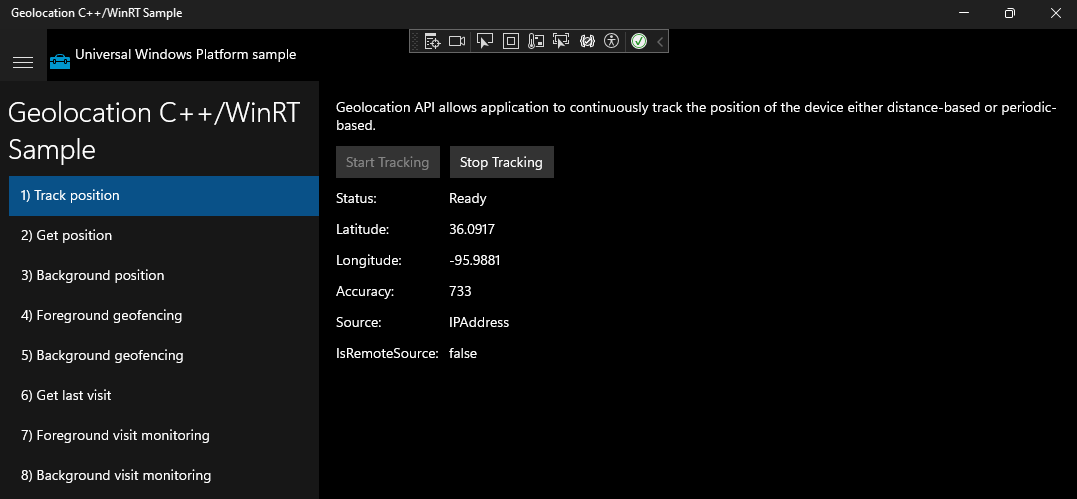 Geolocation C++/WinRT Sample
Universal Windows Platform sample
Geolocation C++/WinRT
Sample
1) Track position
2) Get position
3) Background position
4) Foreground geofencing
5) Background geofencing
6) Get last visit
7) Foreground visit monitoring
8) Background visit monitoring
Geolocation API allows application to continuously track the position of the device either distance-based or periodic-
based.
Start Tracking Stop Tracking
Status: Ready
Latitude: 36.0917
Longitude: -95.9881
Accuracy: 733
Source: IPAddress
IsRemoteSource: false